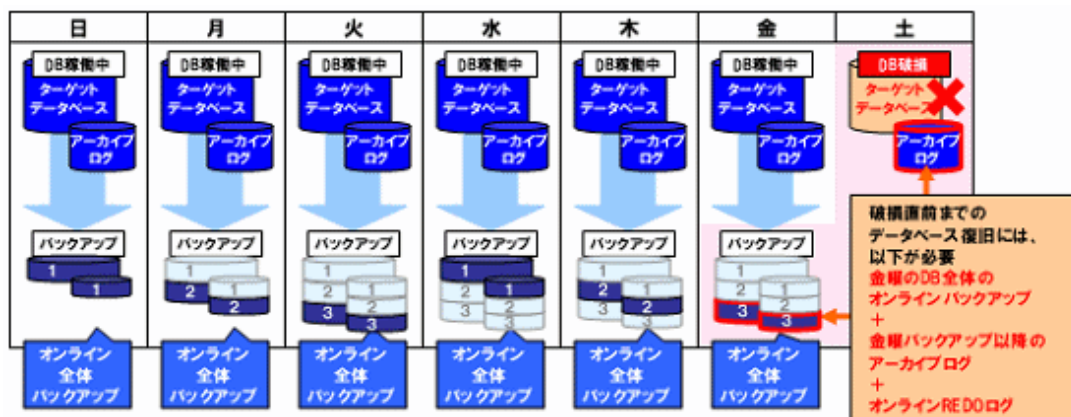 日 月 火 水 木 金 土
DB稼働中 DB稼働中 DB稼働中 DB稼働中 DB稼働中 DB稼働中 DB破損
ターゲット ターゲット ターゲット ターゲット ターゲット ターゲット ターゲット
データベース データベース データベース データベース データベース データベース データベース
アーカイブ アーカイブ アーカイブ アーカイブ アーカイブ アーカイブ アーカイブ
ログ ログ ログ ログ ログ ログ ログ
バックアップ バックアップ バックアップ バックアップ バックアップ バックアップ
1 1 1 1 1 1
1 2 1 2 1 2 1 2 1 2 1
2 3 2 3 2 3 2 3 2
3 3 3 3
オンライン オンライン オンライン オンライン オンライン オンライン
全体 全体 全体 全体 全体 全体
バックアップ バックアップ バックアップ バックアップ バックアップ バックアップ
破損直前までの
データベース復旧には、
以下が必要
金曜のDB全体の
オンラインバックアップ
+
金曜バックアップ以降の
アーカイブログ
+
オンラインREDOログ